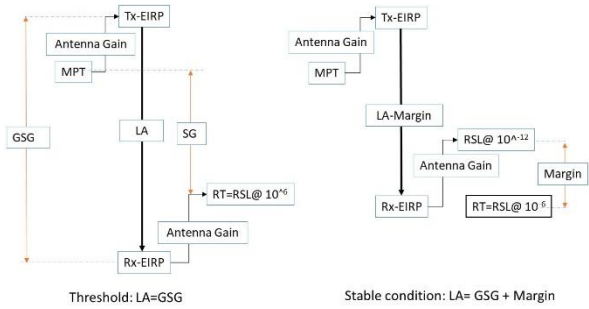 Tx-EIRP
Antenna Gain
MPT
GSG
LA
SG
RT=RSL@ 10^6
Antenna Gain
Rx-EIRP
Threshold: LA=GSG
Tx-EIRP
Antenna Gain
MPT
LA-Margin
RSL@ 10^-12
Antenna Gain
Margin
Rx-EIRP
RT=RSL@ 10-6
Stable condition: LA= GSG + Margin